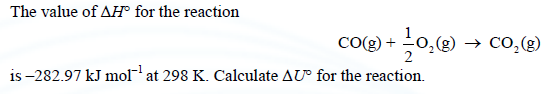 The value of ΔH° for the reaction
CO(g) + 1/2 O₂(g) → CO₂(g)
is –282.97 kJ mol⁻¹ at 298 K. Calculate ΔU° for the reaction.